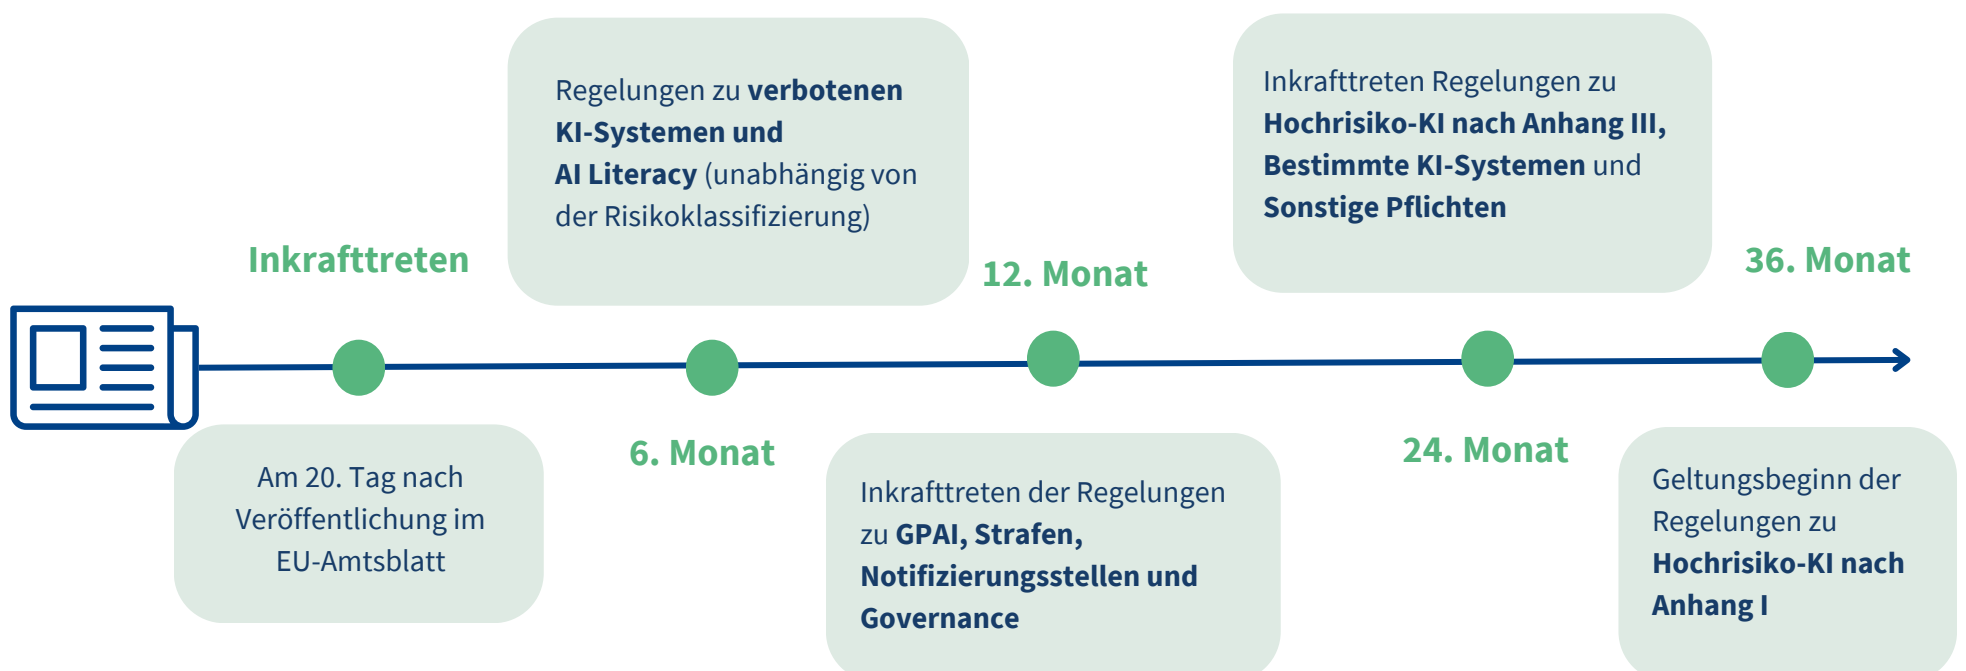 Inkrafttreten
Am 20. Tag nach
Veröffentlichung im
EU-Amtsblatt
Regelungen zu verbotenen
KI-Systemen und
AI Literacy (unabhängig von
der Risikoklassifizierung)
6. Monat
12. Monat
Inkrafttreten der Regelungen
zu GPAI, Strafen,
Notifizierungsstellen und
Governance
Inkrafttreten Regelungen zu
Hochrisiko-KI nach Anhang III,
Bestimmte KI-Systemen und
Sonstige Pflichten
24. Monat
36. Monat
Geltungsbeginn der
Regelungen zu
Hochrisiko-KI nach
Anhang I